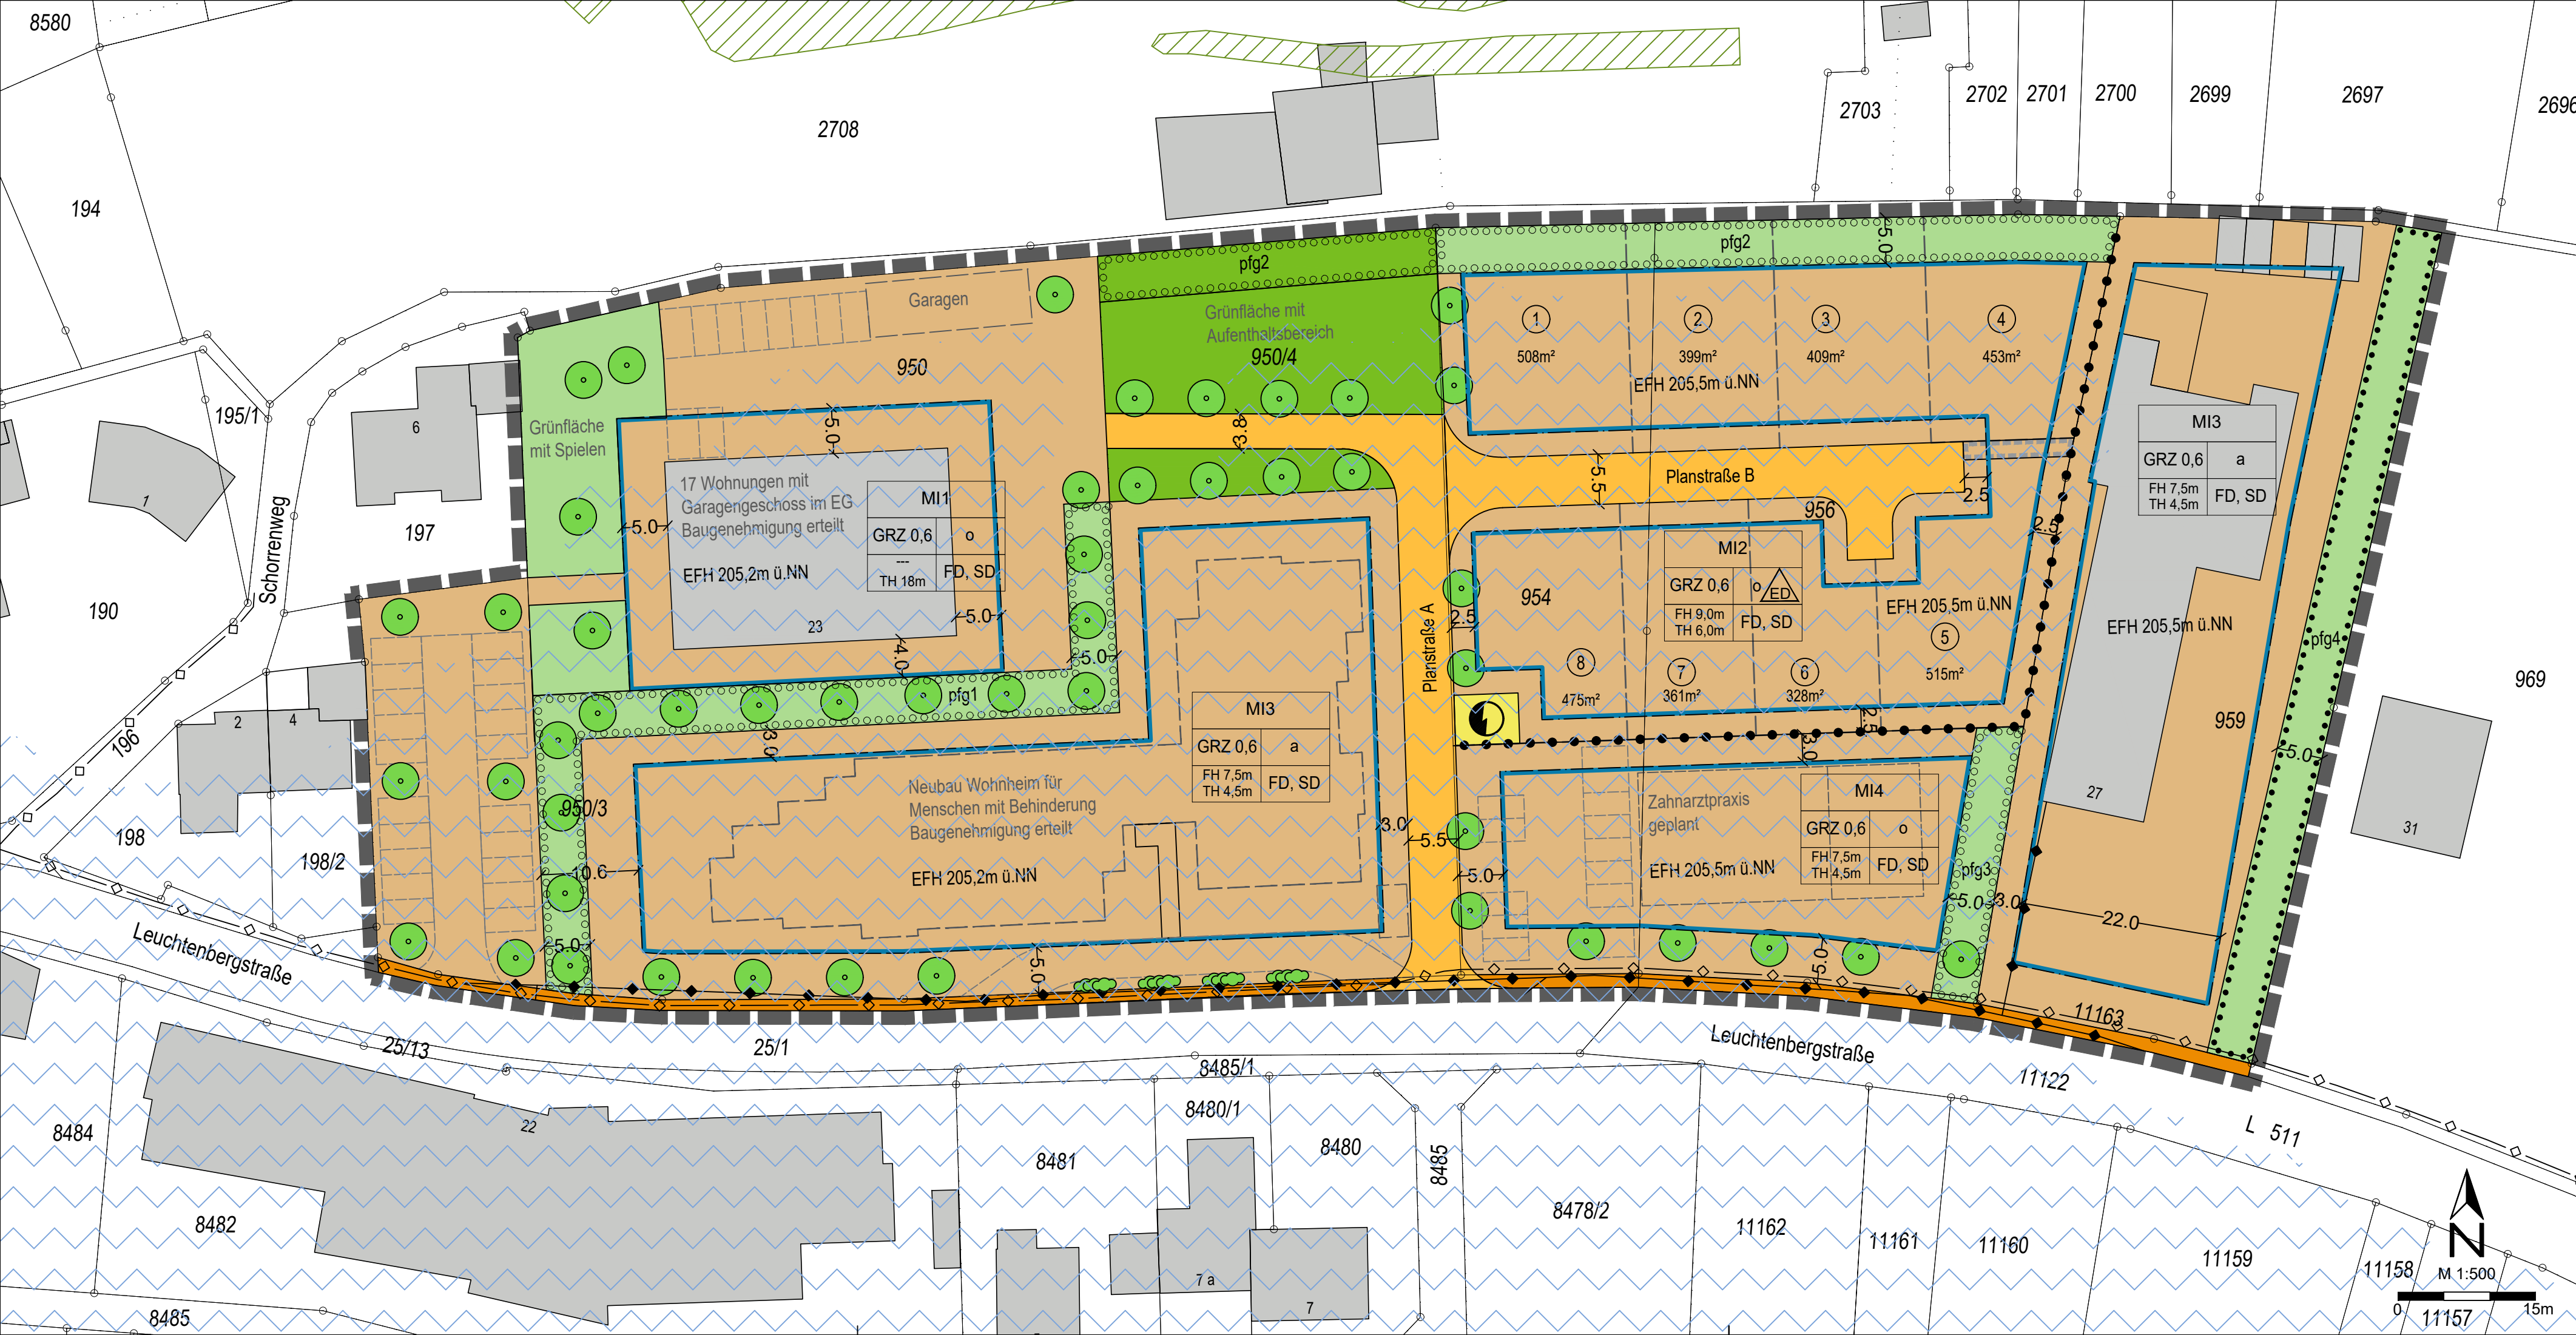 8580
2708
2703
2702
2701
2700
2699
2697
2696
194
195/1
6
1
197
190
Schorrenweg
2
4
196
198
198/2
Leuchtenbergstraße
Grünfläche
mit Spielen
Garagen
950
5.0
17 Wohnungen mit
Garagengeschoss im EG
Baugenehmigung erteilt
5.0
EFH 205,2m ü.NN
23
MI1
GRZ 0,6
o
---
TH 18m
FD, SD
5.0
4.0
5.0
pfg1
3.0
950/3
10.6
5.0
pfg2
Grünfläche mit
Aufenthaltsbereich
950/4
3.8
Neubau Wohnheim für
Menschen mit Behinderung
Baugenehmigung erteilt
EFH 205,2m ü.NN
MI3
GRZ 0,6
a
FH 7,5m
TH 4,5m
FD, SD
3.0
5.5
5.0
Planstraße A
pfg2
5.0
1
508m²
2
399m²
3
409m²
4
453m²
EFH 205,5m ü.NN
5.5
Planstraße B
2.5
956
2.5
954
2.5
MI2
GRZ 0,6
o
ED
FH 9,0m
TH 6,0m
FD, SD
EFH 205,5m ü.NN
5
515m²
8
475m²
7
361m²
6
328m²
2.5
3.0
Zahnarztpraxis
geplant
EFH 205,5m ü.NN
5.0
MI4
GRZ 0,6
o
FH 7,5m
TH 4,5m
FD, SD
5.0
pfg3
5.0
3.0
MI3
GRZ 0,6
a
FH 7,5m
TH 4,5m
FD, SD
EFH 205,5m ü.NN
959
27
22.0
pfg4
5.0
969
31
11163
Leuchtenbergstraße
11122
L 511
25/13
25/1
8485/1
8480/1
22
8484
8482
8485
8481
8480
8485
7 a
7
8478/2
11162
11161
11160
11159
11158
11157
N
M 1:500
0
15m